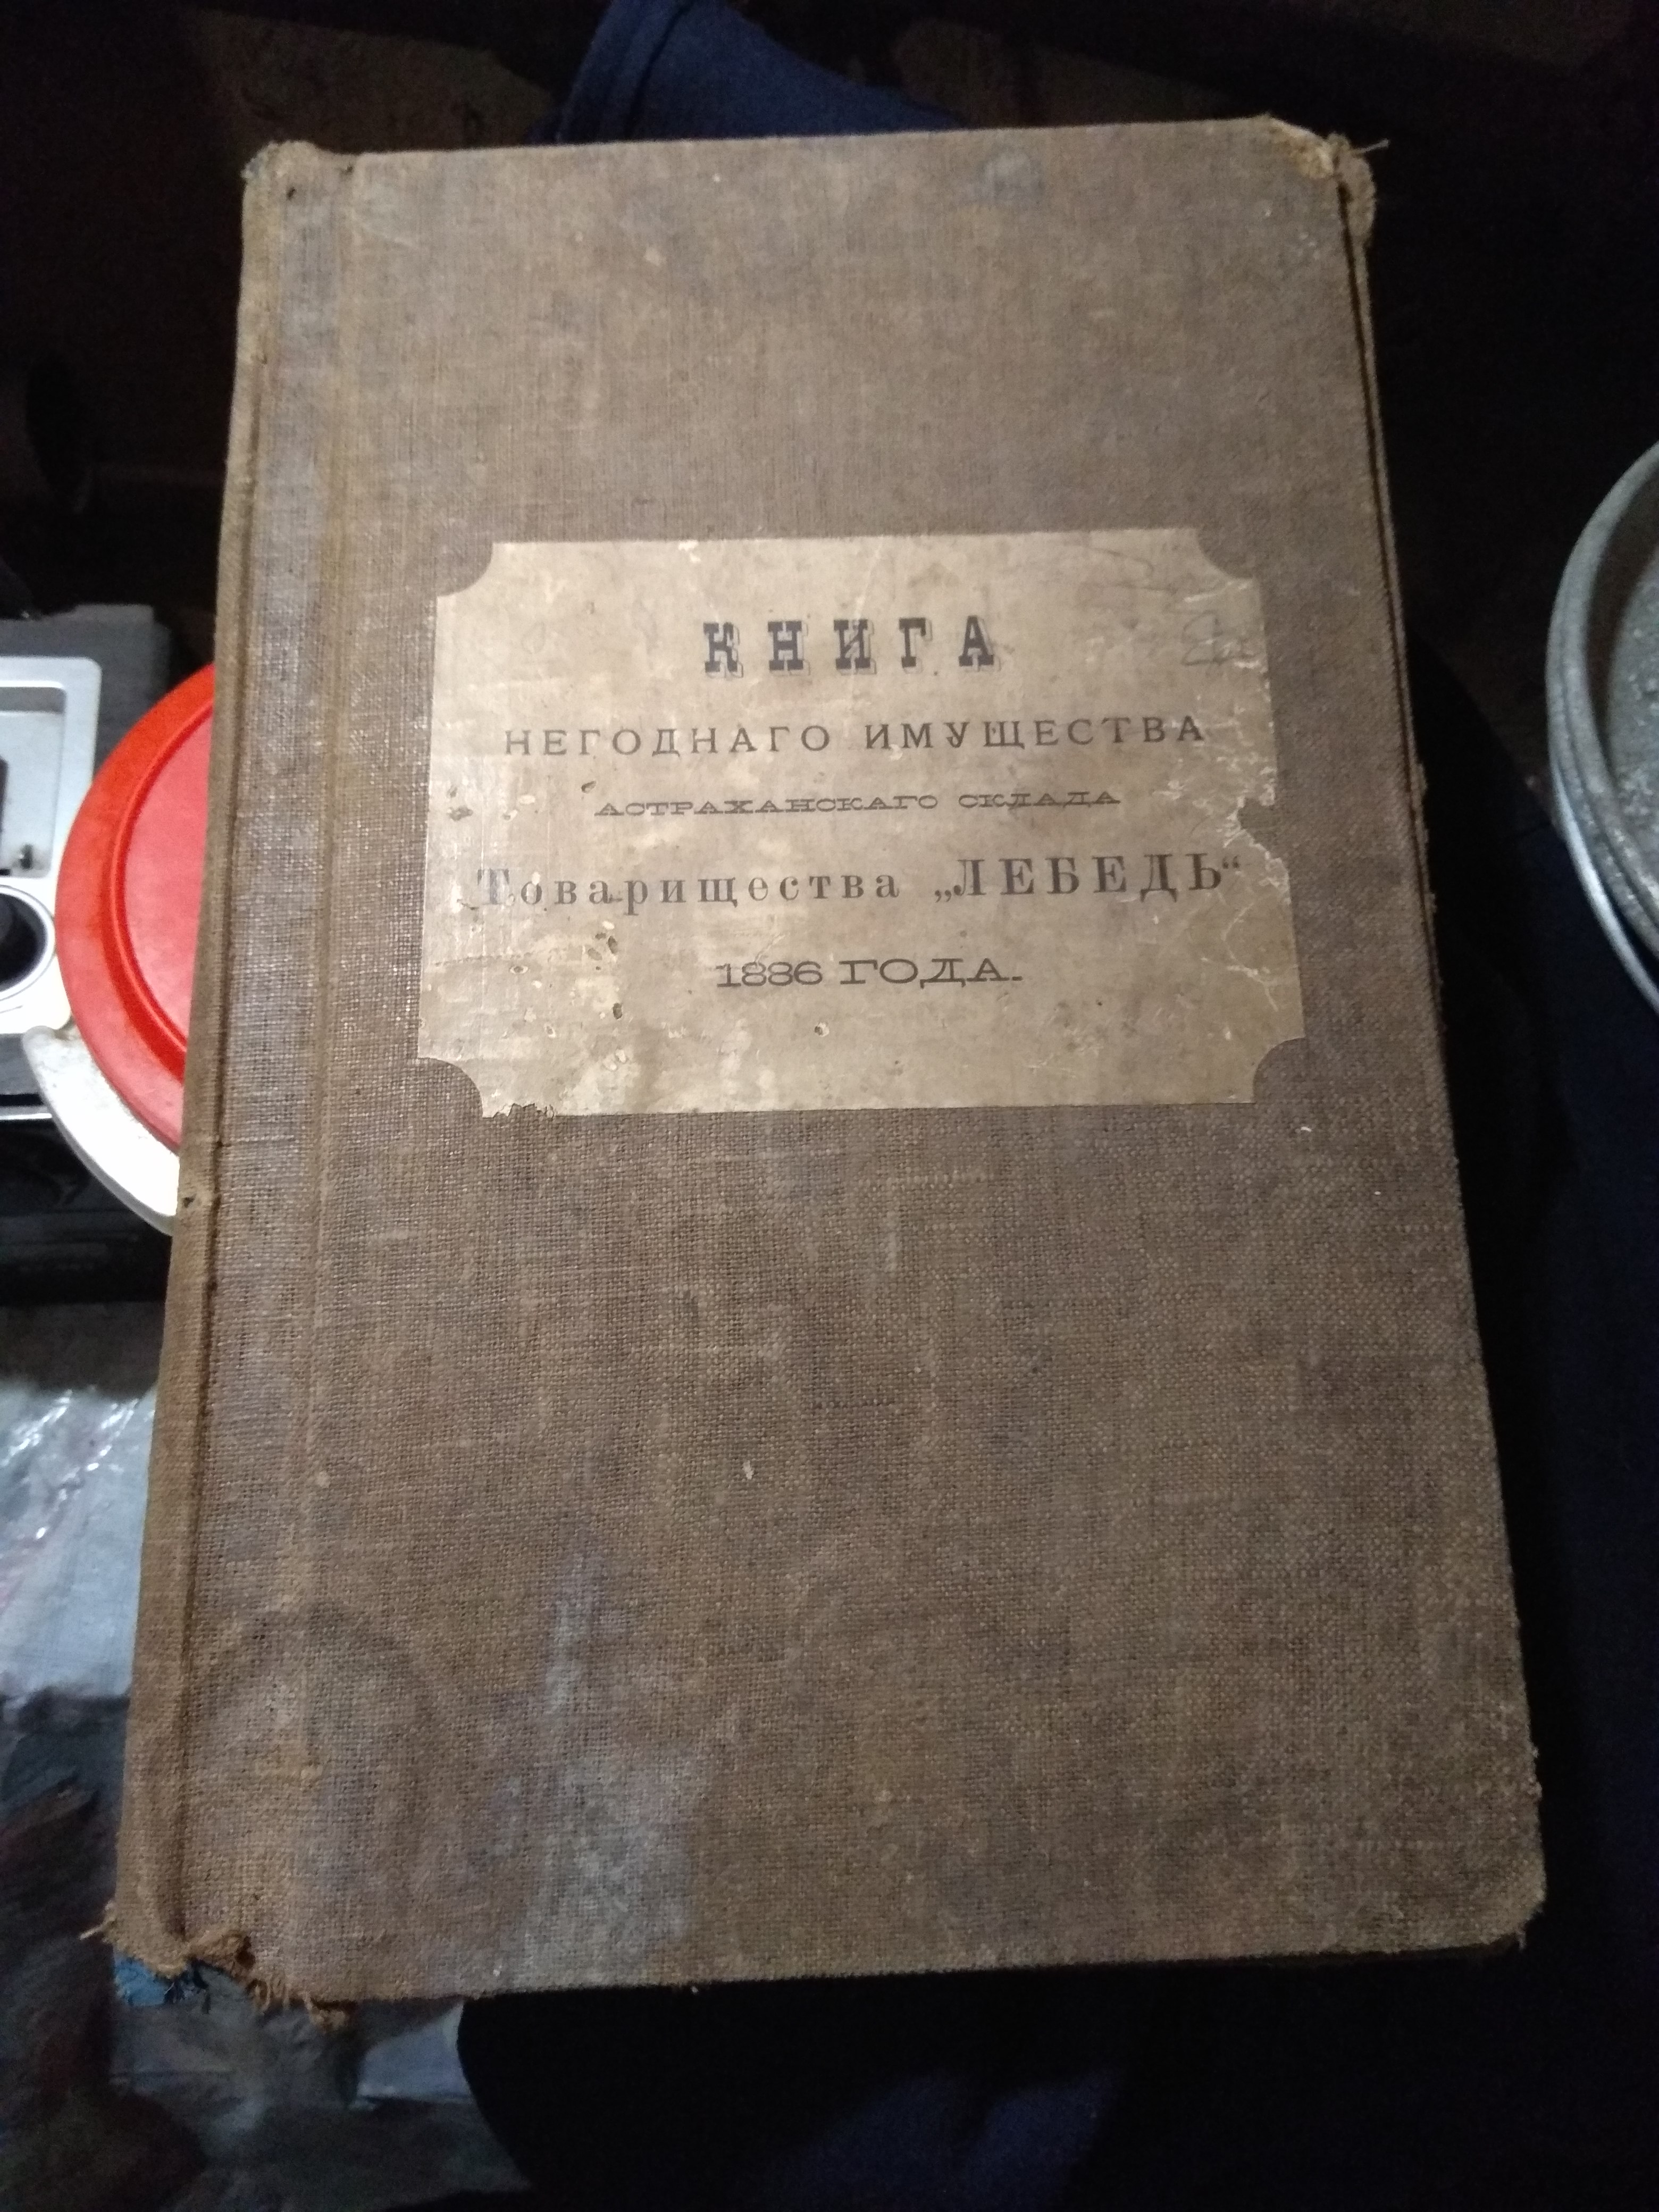 КНИГА
НЕГОДНАГО ИМУЩЕСТВА
АСТРАХАНСКАГО СКЛАДА
Товарищества „ЛЕБЕДЬ“
1886 ГОДА.